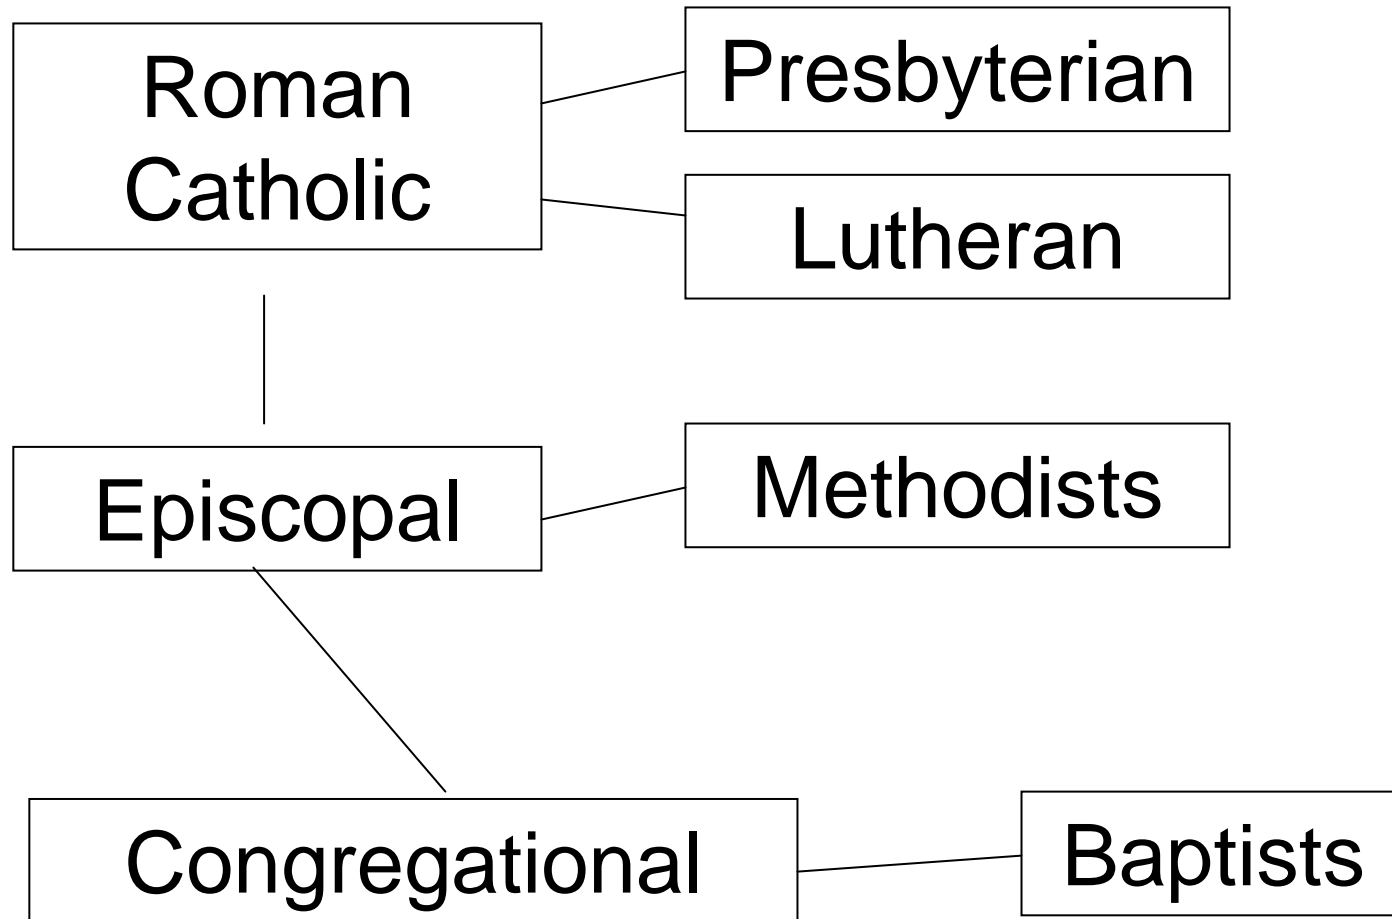 Roman
Catholic
Presbyterian
Lutheran
Episcopal
Methodists
Congregational
Baptists